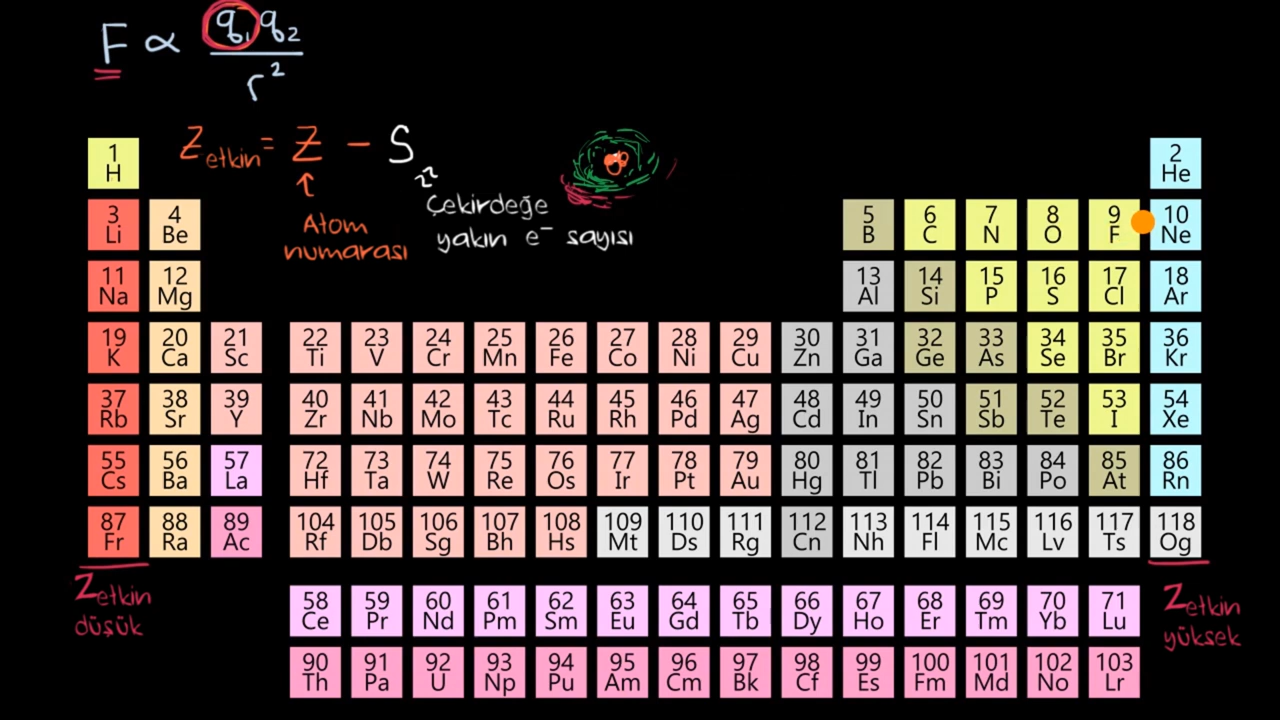 F ∝ q₁q₂
r²
Zetkin = Z − S
↑
Atom
numarası
Çekirdeğe
yakın e⁻ sayısı
1 2
H He
3 4 5 6 7 8 9 10
Li Be B C N O F Ne
11 12 13 14 15 16 17 18
Na Mg Al Si P S Cl Ar
19 20 21 22 23 24 25 26 27 28 29 30 31 32 33 34 35 36
K Ca Sc Ti V Cr Mn Fe Co Ni Cu Zn Ga Ge As Se Br Kr
37 38 39 40 41 42 43 44 45 46 47 48 49 50 51 52 53 54
Rb Sr Y Zr Nb Mo Tc Ru Rh Pd Ag Cd In Sn Sb Te I Xe
55 56 57 72 73 74 75 76 77 78 79 80 81 82 83 84 85 86
Cs Ba La Hf Ta W Re Os Ir Pt Au Hg Tl Pb Bi Po At Rn
87 88 89 104 105 106 107 108 109 110 111 112 113 114 115 116 117 118
Fr Ra Ac Rf Db Sg Bh Hs Mt Ds Rg Cn Nh Fl Mc Lv Ts Og
Zetkin
düşük
Zetkin
yüksek
58 59 60 61 62 63 64 65 66 67 68 69 70 71
Ce Pr Nd Pm Sm Eu Gd Tb Dy Ho Er Tm Yb Lu
90 91 92 93 94 95 96 97 98 99 100 101 102 103
Th Pa U Np Pu Am Cm Bk Cf Es Fm Md No Lr